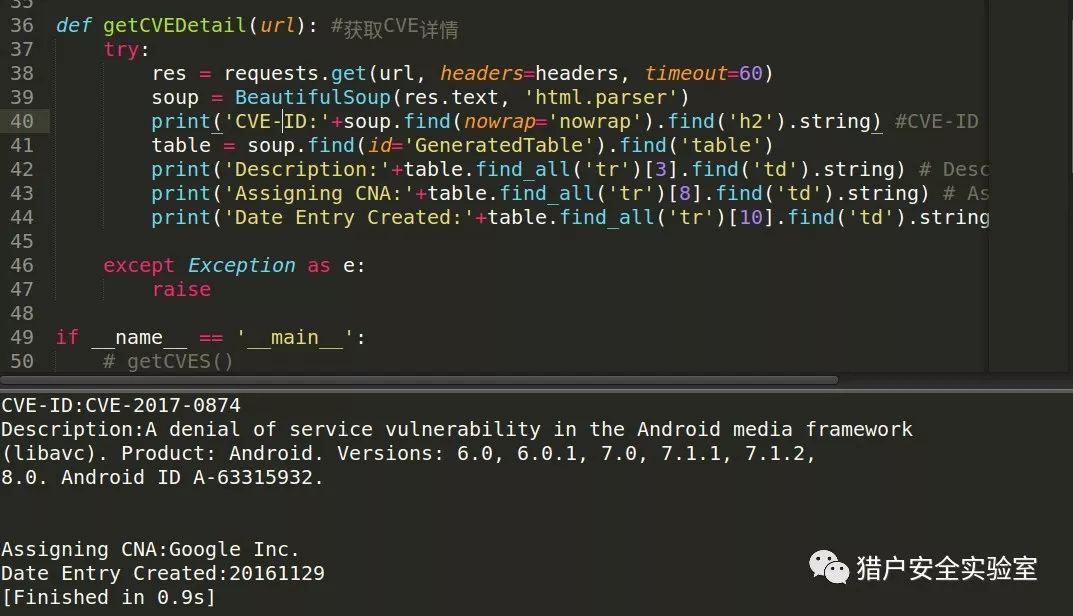 35
36 def getCVEDetail(url): #获取CVE详情
37     try:
38         res = requests.get(url, headers=headers, timeout=60)
39         soup = BeautifulSoup(res.text, 'html.parser')
40         print('CVE-ID:'+soup.find(nowrap='nowrap').find('h2').string) #CVE-ID
41         table = soup.find(id='GeneratedTable').find('table')
42         print('Description:'+table.find_all('tr')[3].find('td').string) # Desc
43         print('Assigning CNA:'+table.find_all('tr')[8].find('td').string) # As
44         print('Date Entry Created:'+table.find_all('tr')[10].find('td').string
45
46     except Exception as e:
47         raise
48
49 if __name__ == '__main__':
50     # getCVES()
CVE-ID:CVE-2017-0874
Description:A denial of service vulnerability in the Android media framework
(libavc). Product: Android. Versions: 6.0, 6.0.1, 7.0, 7.1.1, 7.1.2,
8.0. Android ID A-63315932.
Assigning CNA:Google Inc.
Date Entry Created:20161129
[Finished in 0.9s]
猎户安全实验室